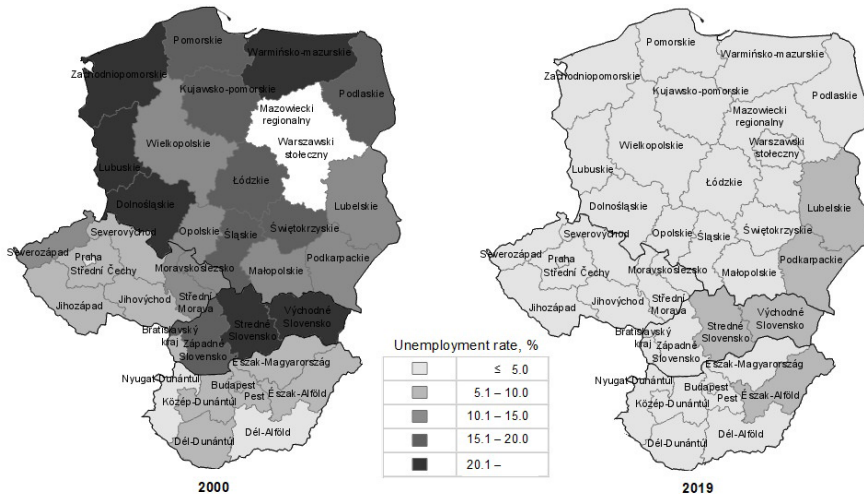 Pomorskie
Warmińsko-mazurskie
Zachodniopomorskie
Kujawsko-pomorskie
Podlaskie
Mazowiecki
regionalny
Wielkopolskie
Warszawski
stołeczny
Lubuskie
Łódzkie
Dolnośląskie
Lubelskie
Opolskie
Śląskie
Świętokrzyskie
Severovýchod
Severozápad
Praha
Střední Čechy
Moravskoslezsko
Małopolskie
Podkarpackie
Jihozápad
Jihovýchod
Střední
Morava
Bratislavský
kraj
Západné
Slovensko
Stredné
Slovensko
Východné
Slovensko
Észak-Magyarország
Nyugat-Dunántúl
Budapest
Pest
Közép-Dunántúl
Észak-Alföld
Dél-Dunántúl
Dél-Alföld
2000
Unemployment rate, %
≤ 5.0
5.1 – 10.0
10.1 – 15.0
15.1 – 20.0
20.1 –
Pomorskie
Warmińsko-mazurskie
Zachodniopomorskie
Kujawsko-pomorskie
Podlaskie
Mazowiecki
regionalny
Wielkopolskie
Warszawski
stołeczny
Lubuskie
Łódzkie
Dolnośląskie
Lubelskie
Opolskie
Śląskie
Świętokrzyskie
Severovýchod
Severozápad
Praha
Střední Čechy
Moravskoslezsko
Małopolskie
Podkarpackie
Jihozápad
Jihovýchod
Střední
Morava
Bratislavský
kraj
Západné
Slovensko
Stredné
Slovensko
Východné
Slovensko
Észak-Magyarország
Nyugat-Dunántúl
Budapest
Pest
Közép-Dunántúl
Észak-Alföld
Dél-Dunántúl
Dél-Alföld
2019